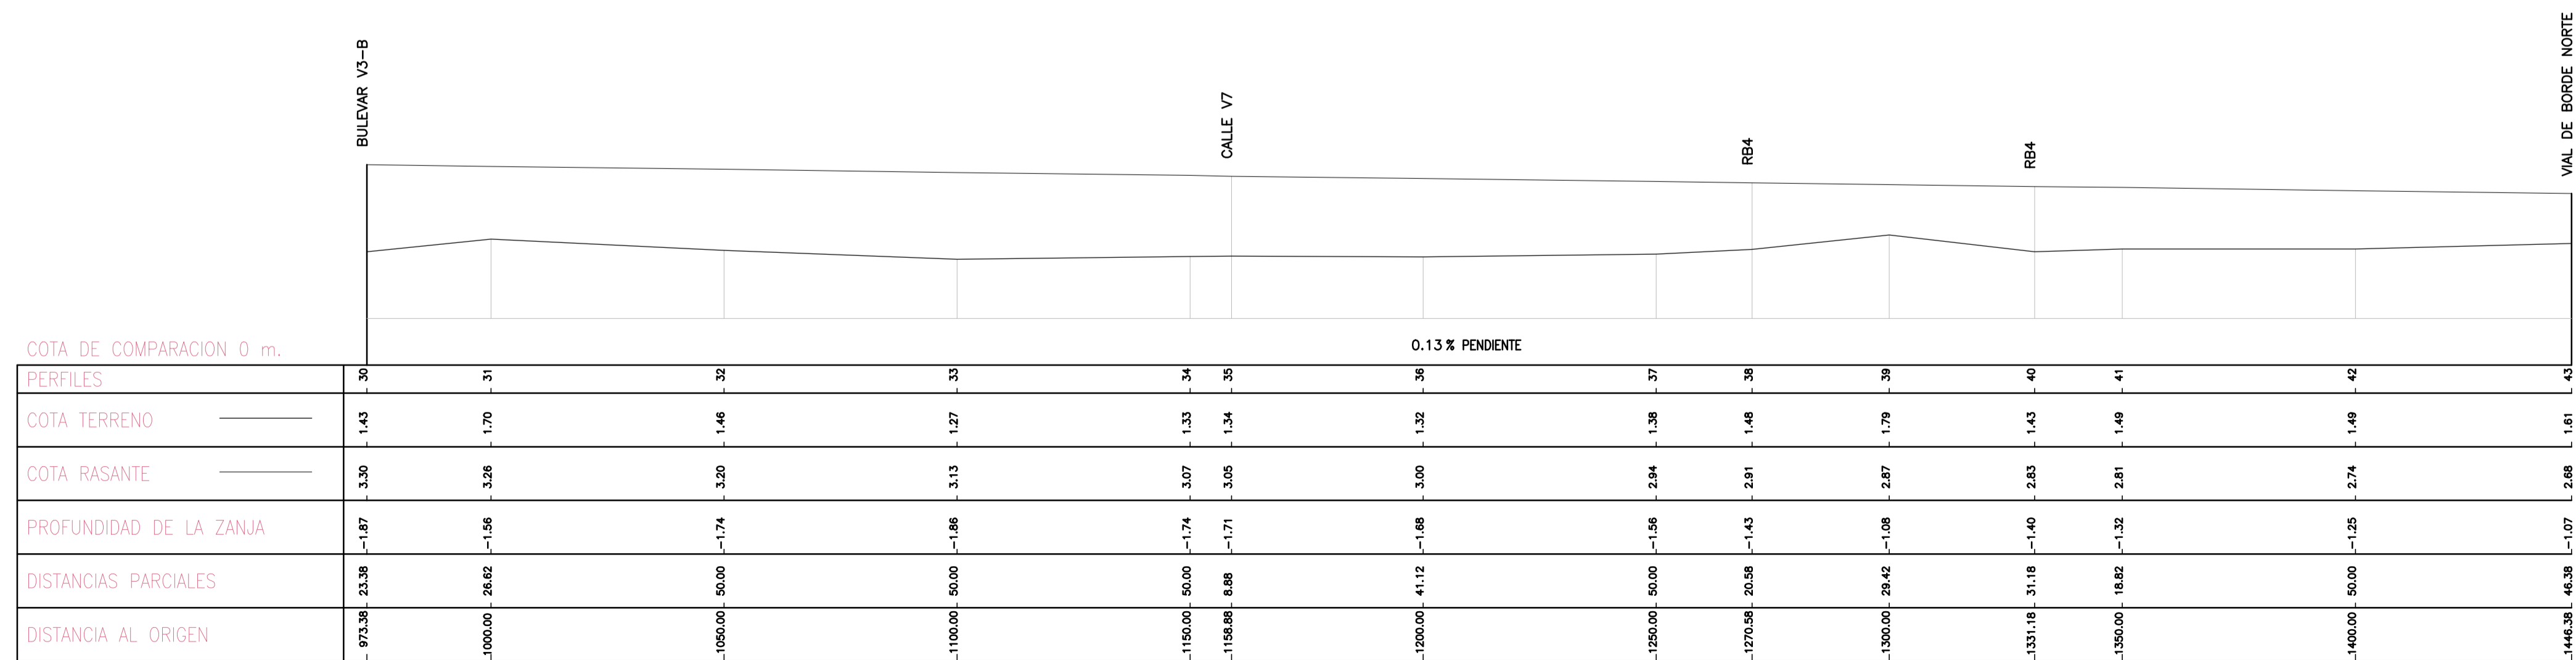 BULEVAR V3-B
CALLE V7
RB4
RB4
VIAL DE BORDE NORTE
COTA DE COMPARACION 0 m.
0.13 % PENDIENTE
PERFILES 30 31 32 33 34 35 36 37 38 39 40 41 42 43
COTA TERRENO 1.43 1.70 1.46 1.27 1.33 1.34 1.32 1.38 1.48 1.79 1.43 1.49 1.49 1.61
COTA RASANTE 3.30 3.26 3.20 3.13 3.07 3.05 3.00 2.94 2.91 2.87 2.83 2.81 2.74 2.68
PROFUNDIDAD DE LA ZANJA -1.87 -1.56 -1.74 -1.86 -1.74 -1.71 -1.68 -1.56 -1.43 -1.08 -1.40 -1.32 -1.25 -1.07
DISTANCIAS PARCIALES 23.38 26.62 50.00 50.00 50.00 8.88 41.12 50.00 20.58 29.42 31.18 18.82 50.00 46.38
DISTANCIA AL ORIGEN 973.38 1000.00 1050.00 1100.00 1150.00 1158.88 1200.00 1250.00 1270.58 1300.00 1331.18 1350.00 1400.00 1446.38